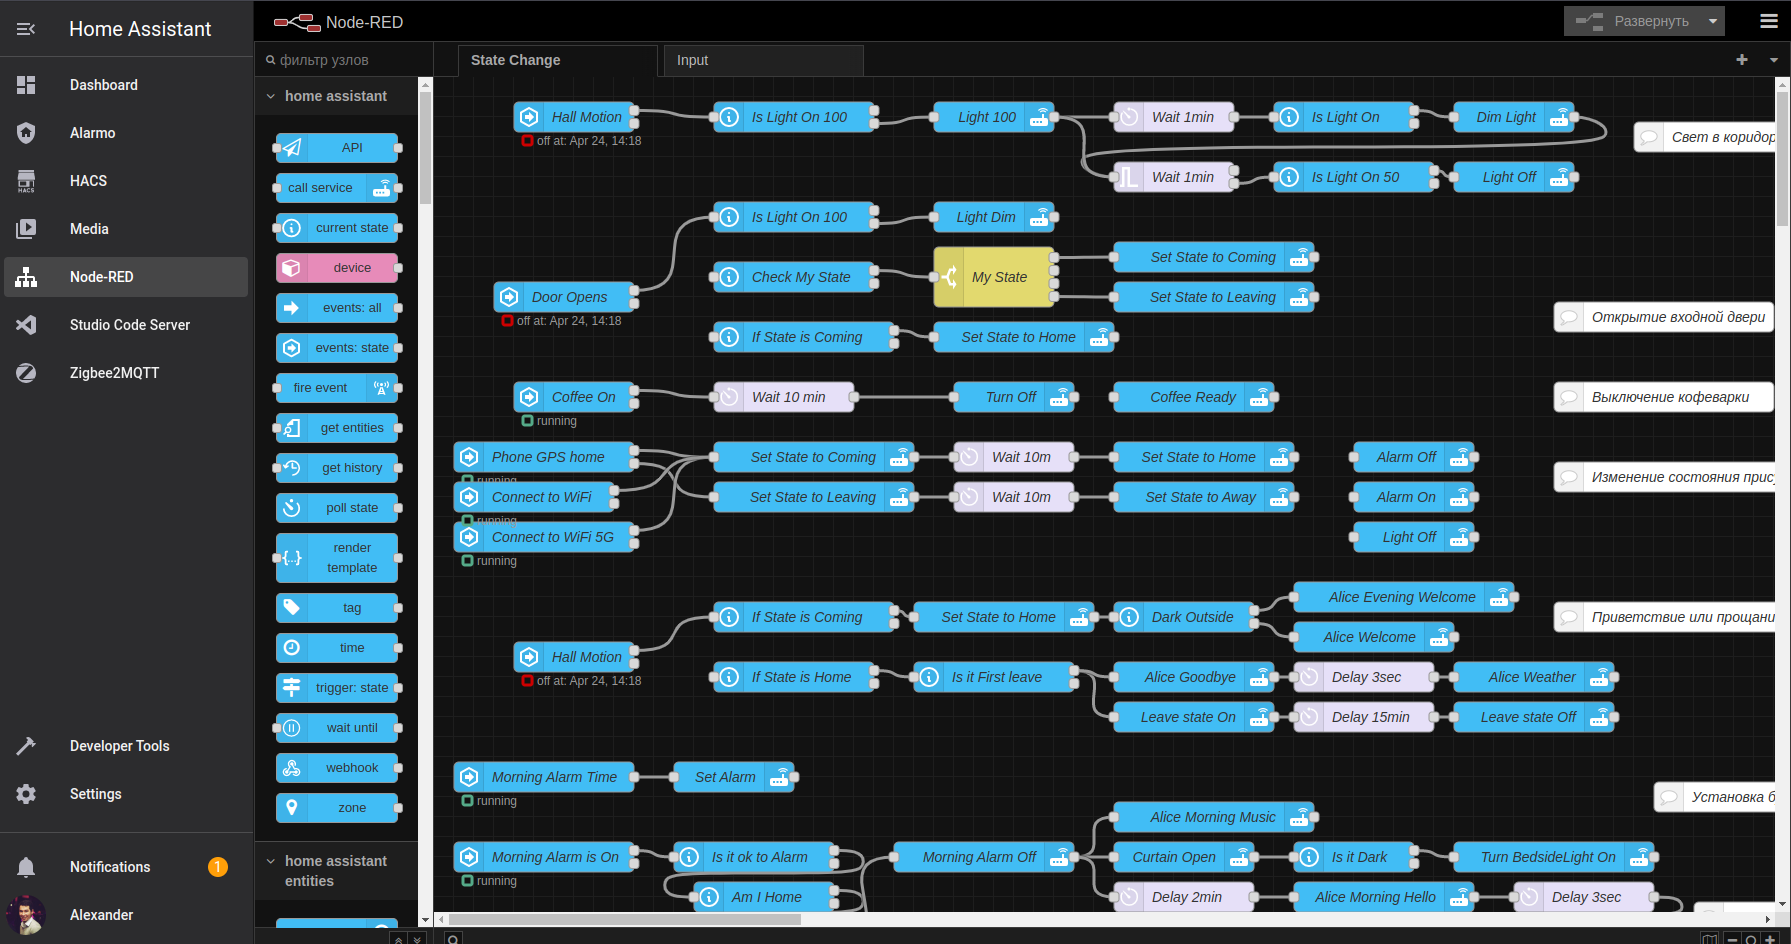 Home Assistant
Node-RED
Развернуть
фильтр узлов
State Change
Input
Dashboard
Alarmo
HACS
HACS
Media
Node-RED
Studio Code Server
Zigbee2MQTT
Developer Tools
Settings
Notifications
1
Alexander
home assistant
API
call service
current state
device
events: all
events: state
fire event
get entities
get history
poll state
render
template
tag
time
trigger: state
wait until
webhook
zone
home assistant
entities
Hall Motion
off at: Apr 24, 14:18
Is Light On 100
Light 100
Wait 1min
Is Light On
Dim Light
Свет в коридор
Wait 1min
Is Light On 50
Light Off
Is Light On 100
Light Dim
Door Opens
off at: Apr 24, 14:18
Check My State
My State
Set State to Coming
Set State to Leaving
Открытие входной двери
If State is Coming
Set State to Home
Coffee On
running
Wait 10 min
Turn Off
Coffee Ready
Выключение кофеварки
Phone GPS home
running
Set State to Coming
Wait 10m
Set State to Home
Alarm Off
Изменение состояния прису
Connect to WiFi
running
Set State to Leaving
Wait 10m
Set State to Away
Alarm On
Connect to WiFi 5G
running
Light Off
Hall Motion
off at: Apr 24, 14:18
If State is Coming
Set State to Home
Dark Outside
Alice Evening Welcome
Alice Welcome
Приветствие или прощани
If State is Home
Is it First leave
Alice Goodbye
Delay 3sec
Alice Weather
Leave state On
Delay 15min
Leave state Off
Morning Alarm Time
running
Set Alarm
Установка б
Alice Morning Music
Morning Alarm is On
running
Is it ok to Alarm
Morning Alarm Off
Curtain Open
Is it Dark
Turn BedsideLight On
Am I Home
Delay 2min
Alice Morning Hello
Delay 3sec